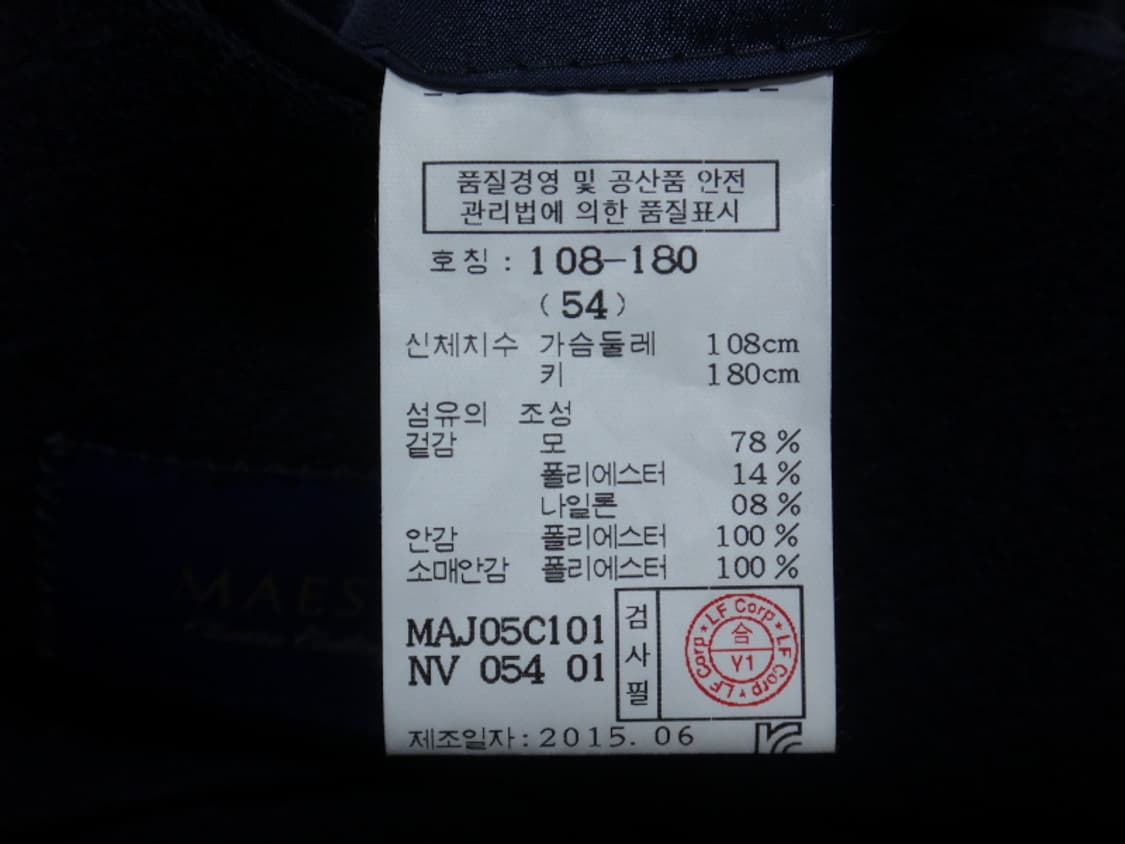 품질경영 및 공산품 안전
관리법에 의한 품질표시
호칭 : 108-180
(54)
신체치수 가슴둘레 108cm
키 180cm
섬유의 조성
겉감 모 78 %
폴리에스터 14 %
나일론 08 %
안감 폴리에스터 100 %
소매안감 폴리에스터 100 %
MAJ05C101
NV 054 01
검사필
LF Corp ★ LF Corp ★ LF Corp ★
合
Y1
제조일자 : 2015. 06
MAES